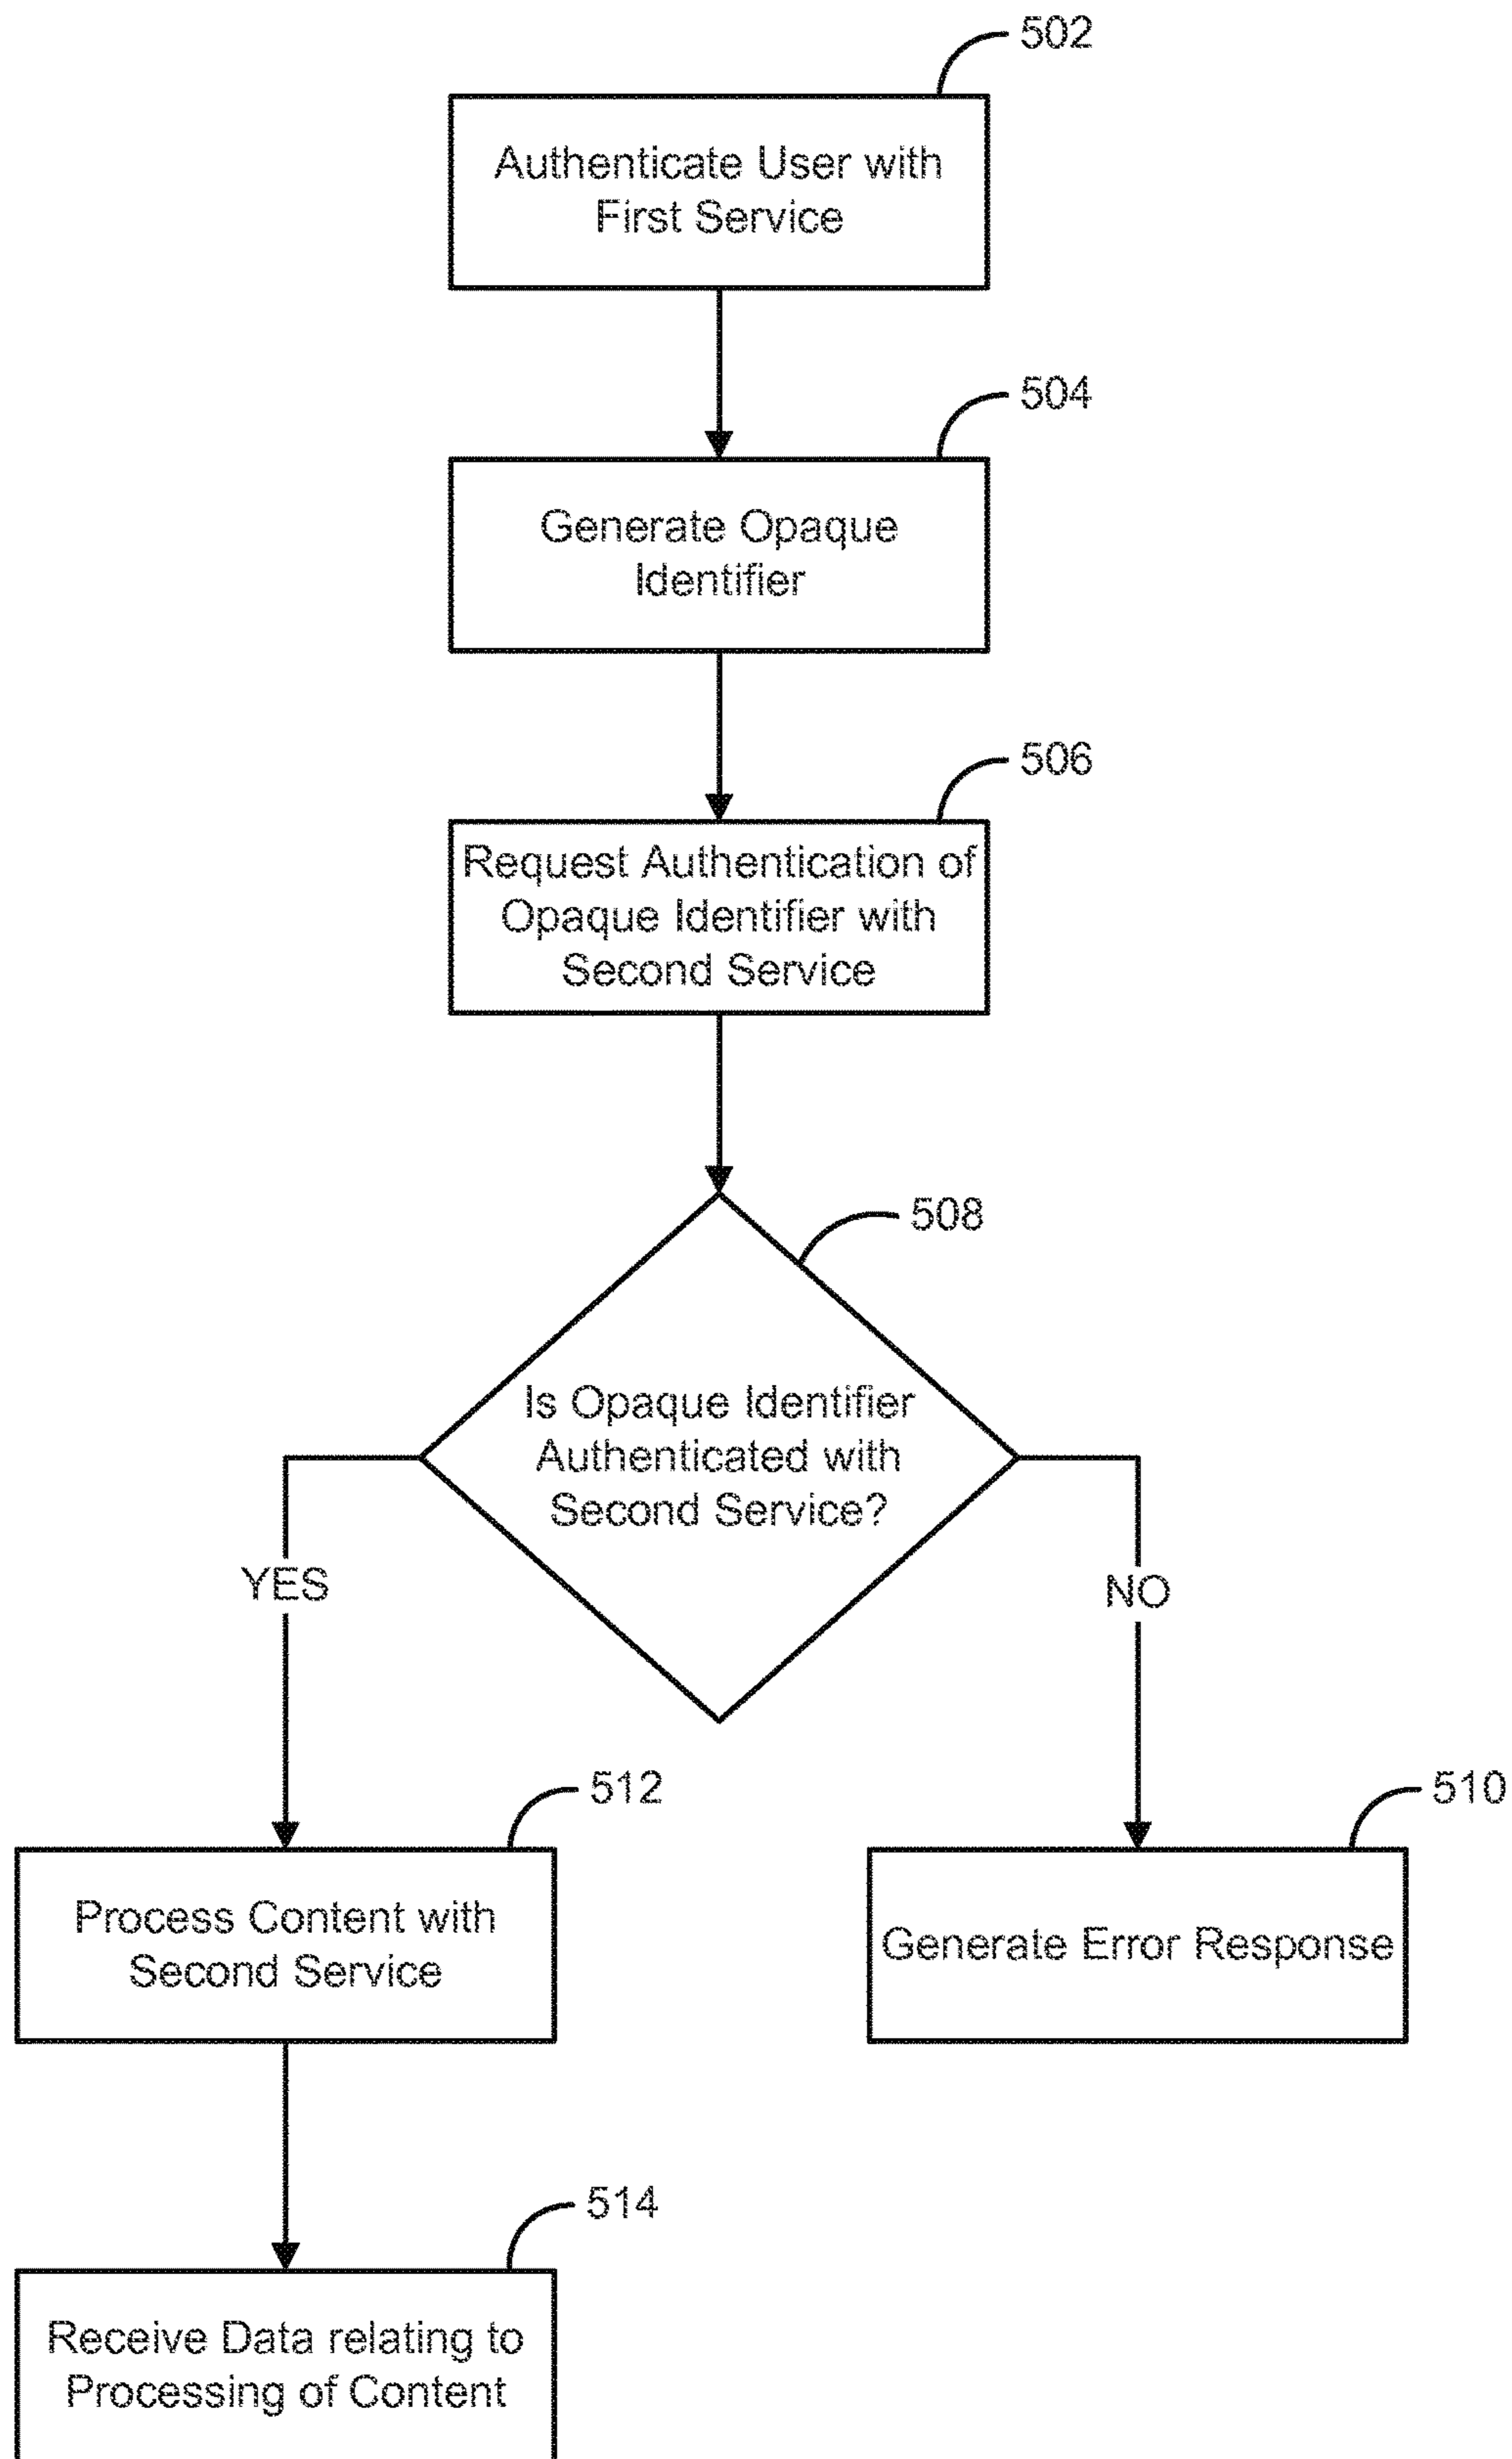 502
Authenticate User with
First Service
504
Generate Opaque
Identifier
506
Request Authentication of
Opaque Identifier with
Second Service
508
Is Opaque Identifier
Authenticated with
Second Service?
YES
NO
512
510
Process Content with
Second Service
Generate Error Response
514
Receive Data relating to
Processing of Content